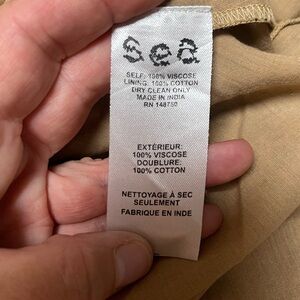 Sea
SELF: 100% VISCOSE
LINING: 100% COTTON
DRY CLEAN ONLY
MADE IN INDIA
RN 148750
EXTÉRIEUR:
100% VISCOSE
DOUBLURE:
100% COTTON
NETTOYAGE À SEC
SEULEMENT
FABRIQUE EN INDE